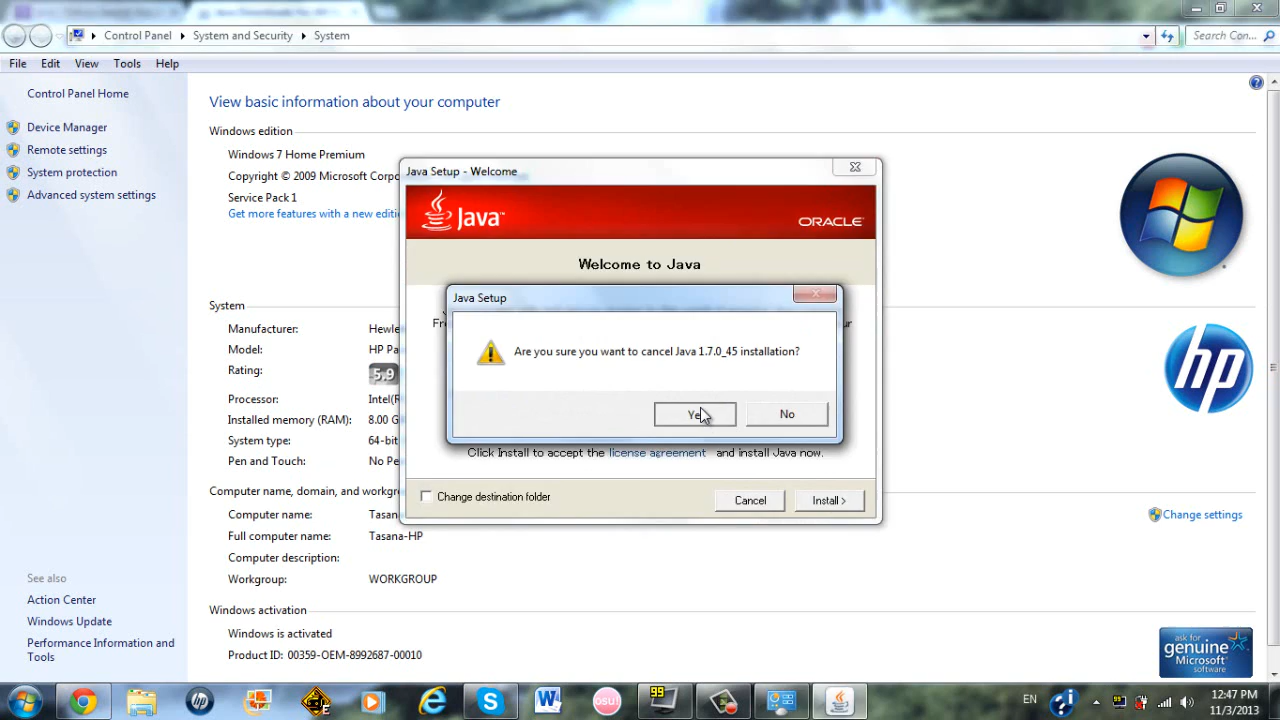 Control Panel
System and Security
System
Search Con...
File Edit View Tools Help
Control Panel Home
Device Manager
Remote settings
System protection
Advanced system settings
See also
Action Center
Windows Update
Performance Information and
Tools
View basic information about your computer
Windows edition
Windows 7 Home Premium
Copyright © 2009 Microsoft Corpo
Service Pack 1
Get more features with a new editi
System
Manufacturer: Hewle
Model: HP Pa
Rating: 5,9
Processor: Intel(R
Installed memory (RAM): 8.00 G
System type: 64-bit
Pen and Touch: No Pe
Computer name, domain, and workgr
Computer name: Tasana
Full computer name: Tasana-HP
Computer description:
Workgroup: WORKGROUP
Change settings
Windows activation
Windows is activated
Product ID: 00359-OEM-8992687-00010
hp
ask for
genuine
Microsoft
software
Java Setup - Welcome
Java™
ORACLE
Welcome to Java
Java Setup
Are you sure you want to cancel Java 1.7.0_45 installation?
Yes No
Click Install to accept the license agreement and install Java now.
Change destination folder
Cancel
Install >
osu!
99
EN
12:47 PM
11/3/2013